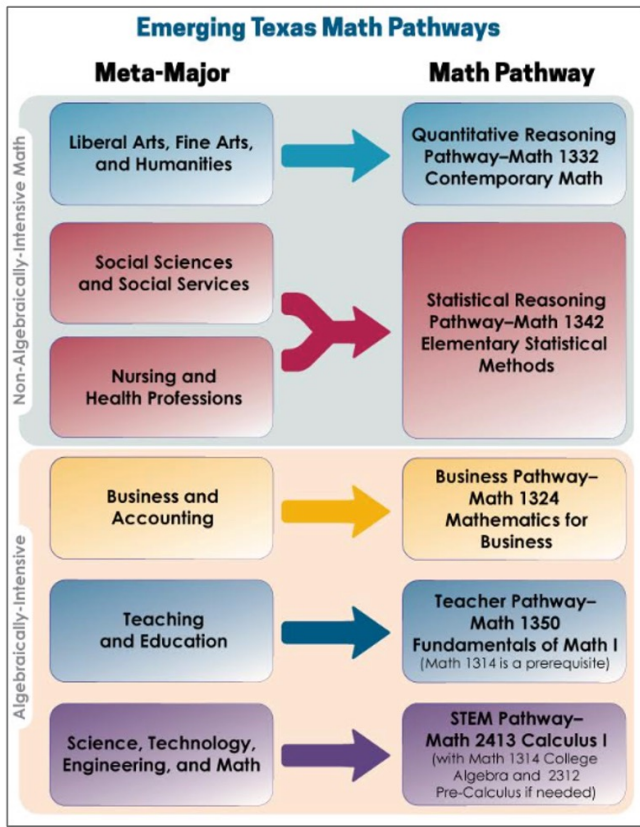 Emerging Texas Math Pathways
Meta-Major
Math Pathway
Non-Algebraically-Intensive Math
Liberal Arts, Fine Arts,
and Humanities
Quantitative Reasoning
Pathway–Math 1332
Contemporary Math
Social Sciences
and Social Services
Nursing and
Health Professions
Statistical Reasoning
Pathway–Math 1342
Elementary Statistical
Methods
Algebraically-Intensive
Business and
Accounting
Business Pathway–
Math 1324
Mathematics for
Business
Teaching
and Education
Teacher Pathway–
Math 1350
Fundamentals of Math I
(Math 1314 is a prerequisite)
Science, Technology,
Engineering, and Math
STEM Pathway–
Math 2413 Calculus I
(with Math 1314 College
Algebra and 2312
Pre-Calculus if needed)